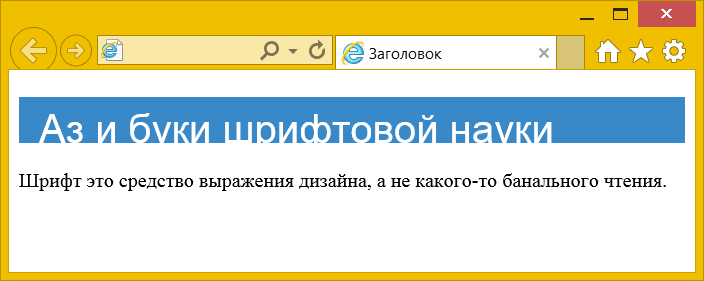 Заголовок
Аз и буки шрифтовой науки
Шрифт это средство выражения дизайна, а не какого-то банального чтения.